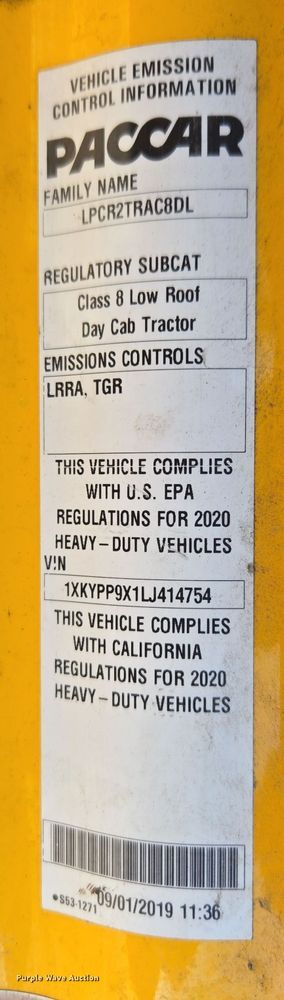 VEHICLE EMISSION
CONTROL INFORMATION
PACCAR
FAMILY NAME
LPCR2TRAC8DL
REGULATORY SUBCAT
Class 8 Low Roof
Day Cab Tractor
EMISSIONS CONTROLS
LRRA, TGR
THIS VEHICLE COMPLIES
WITH U.S. EPA
REGULATIONS FOR 2020
HEAVY-DUTY VEHICLES
VIN
1XKYPP9X1LJ414754
THIS VEHICLE COMPLIES
WITH CALIFORNIA
REGULATIONS FOR 2020
HEAVY-DUTY VEHICLES
S53-1271 09/01/2019 11:36
Purple Wave Auction